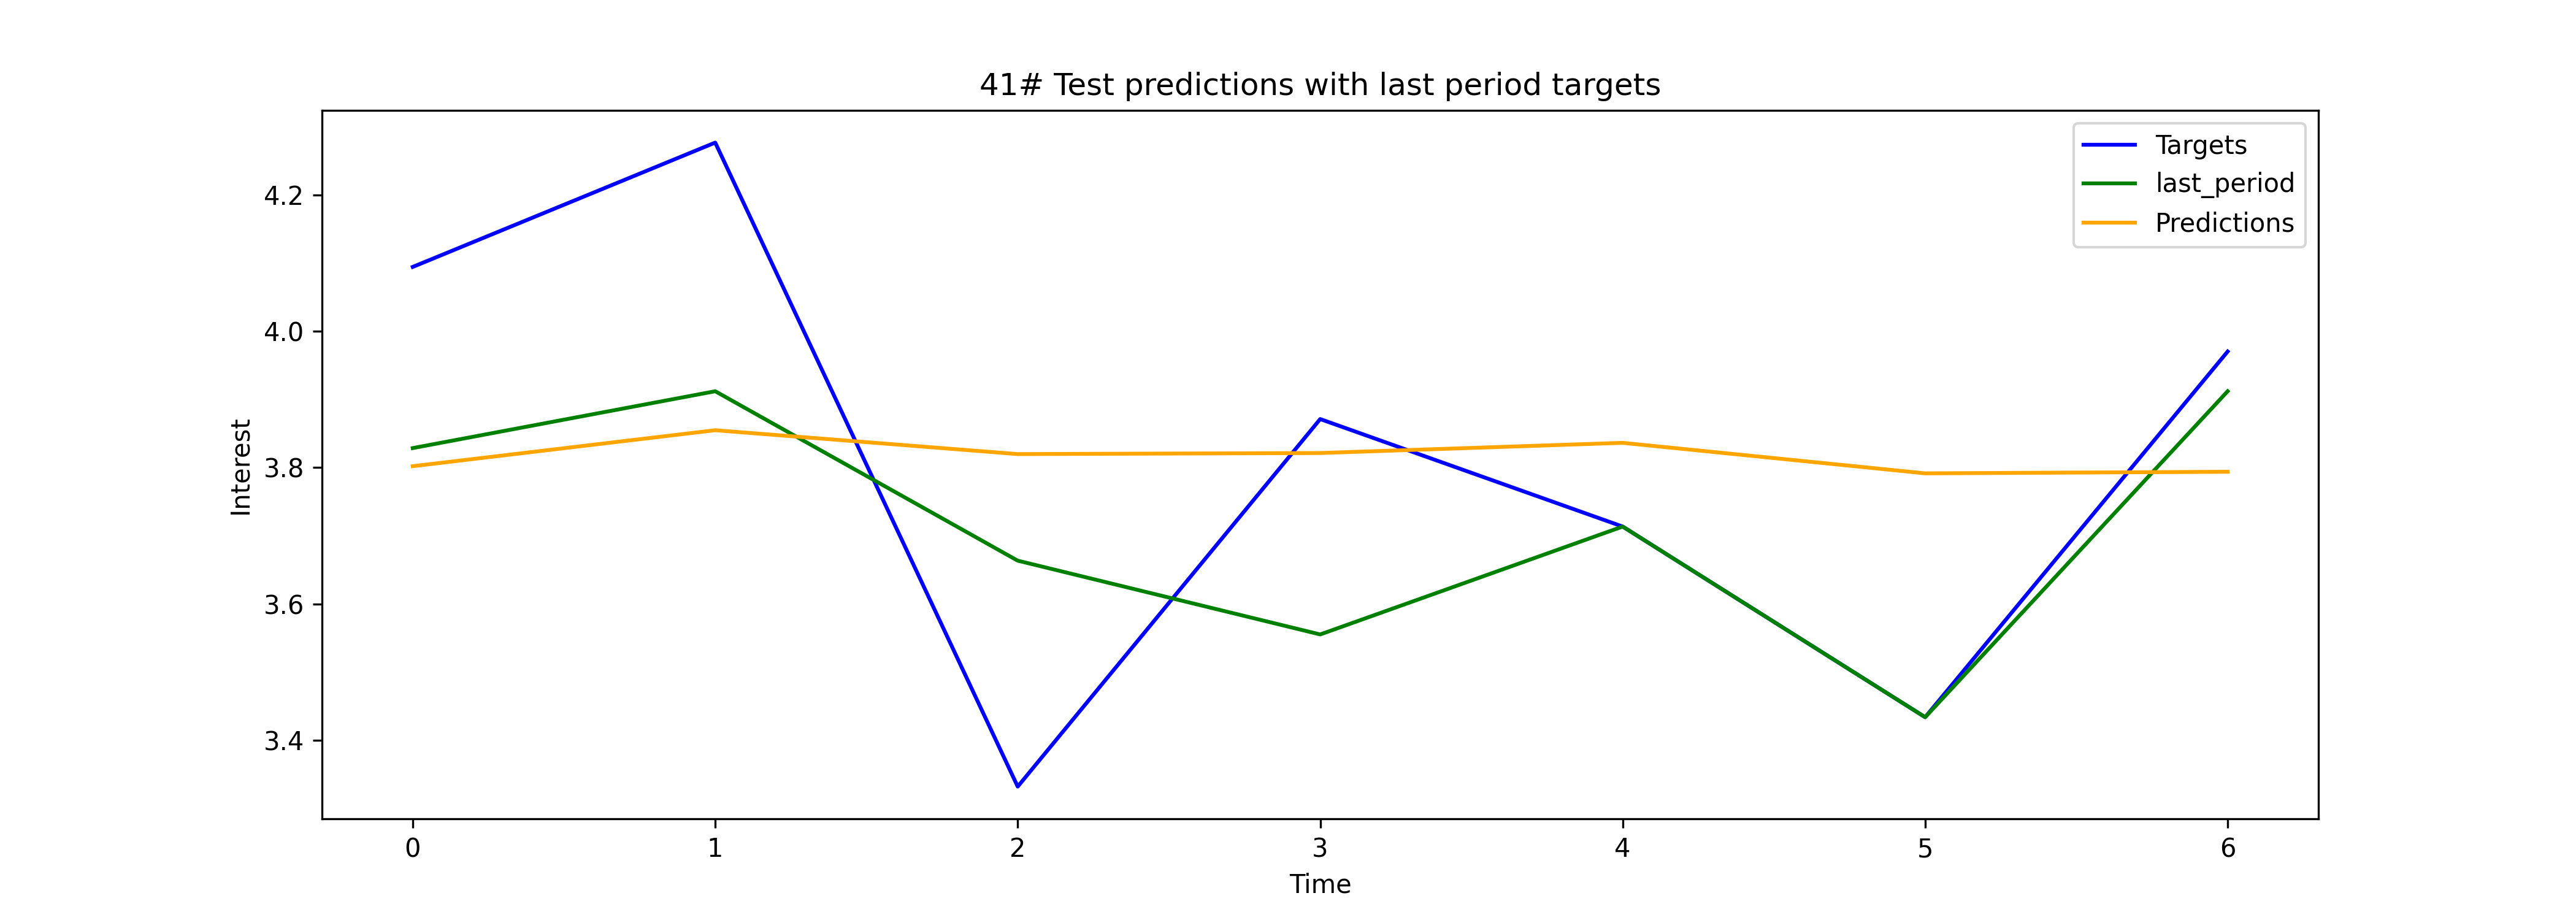 41# Test predictions with last period targets
Targets
last_period
Predictions
4.2
4.0
3.8
3.6
3.4
Interest
0 1 2 3 4 5 6
Time